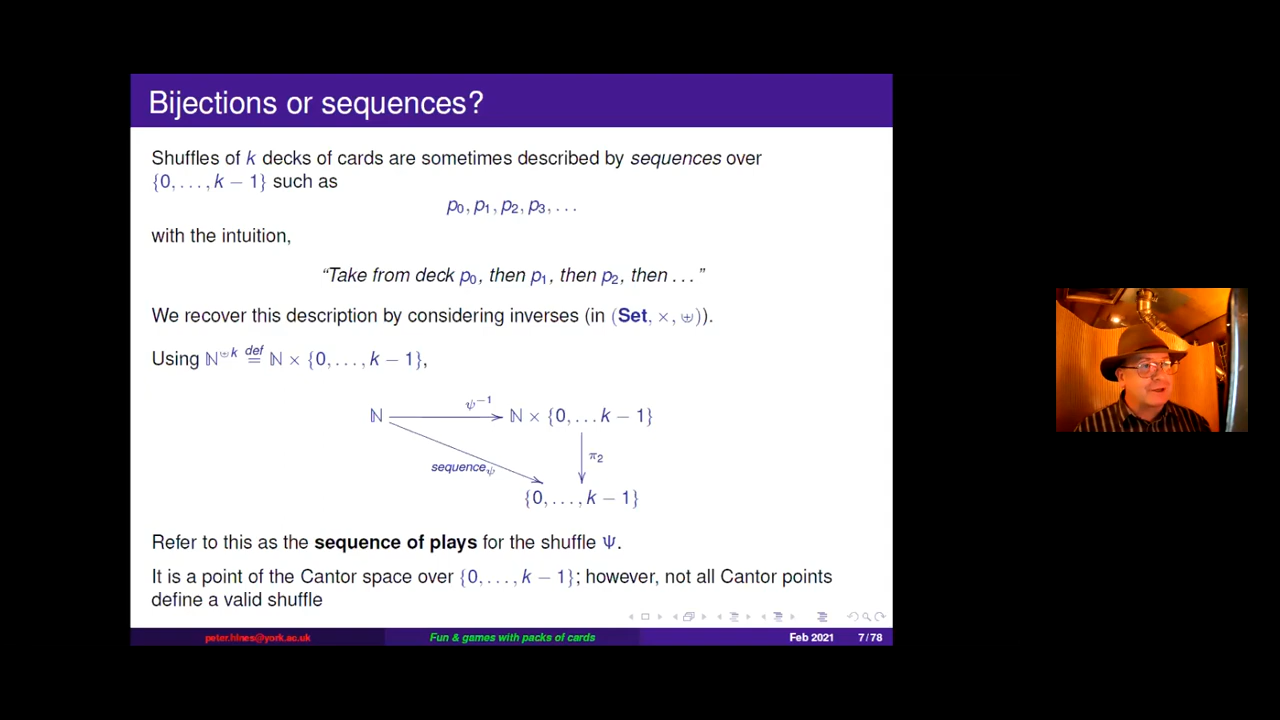 Bijections or sequences?
Shuffles of k decks of cards are sometimes described by sequences over
{0, . . . , k − 1} such as
p₀, p₁, p₂, p₃, . . .
with the intuition,
“Take from deck p₀, then p₁, then p₂, then . . . ”
We recover this description by considering inverses (in (Set, ×, ⊎)).
Using ℕ^⊎k def= ℕ × {0, . . . , k − 1},
ψ⁻¹
ℕ ℕ × {0, . . . k − 1}
π₂
sequence_ψ
{0, . . . , k − 1}
Refer to this as the sequence of plays for the shuffle Ψ.
It is a point of the Cantor space over {0, . . . , k − 1}; however, not all Cantor points
define a valid shuffle
peter.hines@york.ac.uk Fun & games with packs of cards Feb 2021 7 / 78